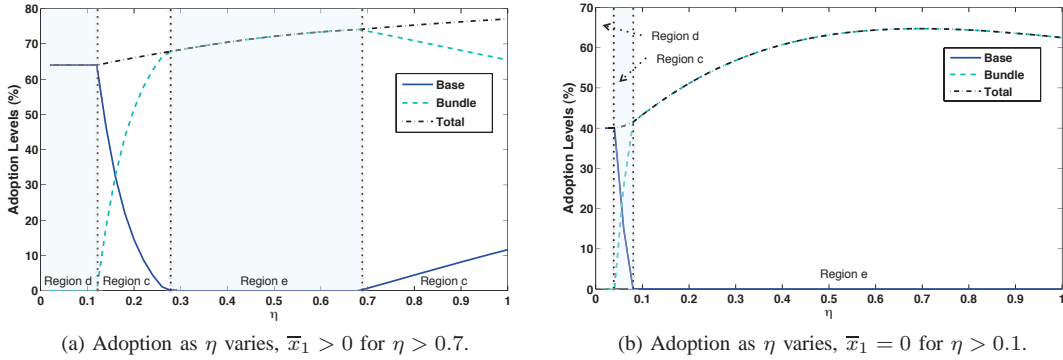 80
70
60
50
40
30
20
10
0
Adoption Levels (%)
Base
Bundle
Total
Region d
Region c
Region e
Region c
0 0.1 0.2 0.3 0.4 0.5 0.6 0.7 0.8 0.9 1
η
(a) Adoption as η varies, x̅₁ > 0 for η > 0.7.
70
60
50
40
30
20
10
0
Adoption Levels (%)
Region d
Region c
Base
Bundle
Total
Region e
0 0.1 0.2 0.3 0.4 0.5 0.6 0.7 0.8 0.9 1
η
(b) Adoption as η varies, x̅₁ = 0 for η > 0.1.